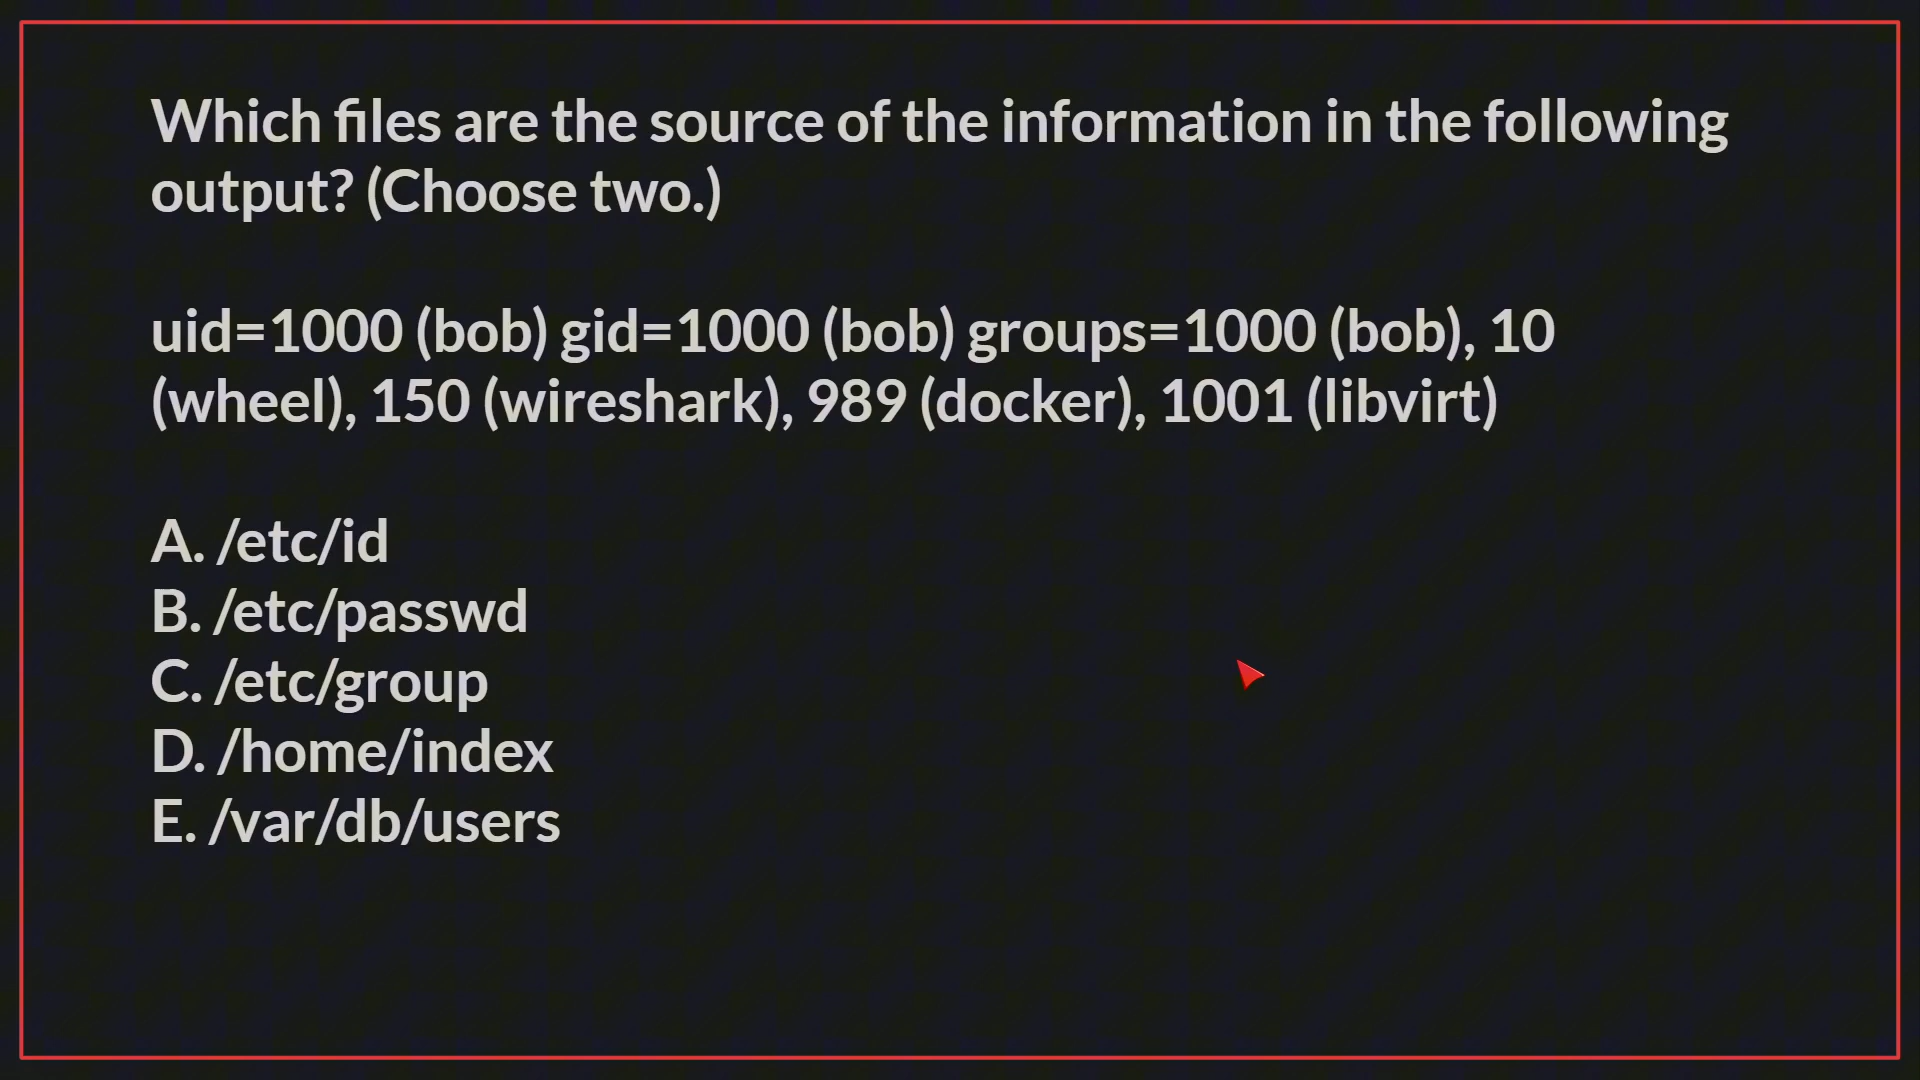 Which files are the source of the information in the following
output? (Choose two.)
uid=1000 (bob) gid=1000 (bob) groups=1000 (bob), 10
(wheel), 150 (wireshark), 989 (docker), 1001 (libvirt)
A. /etc/id
B. /etc/passwd
C. /etc/group
D. /home/index
E. /var/db/users